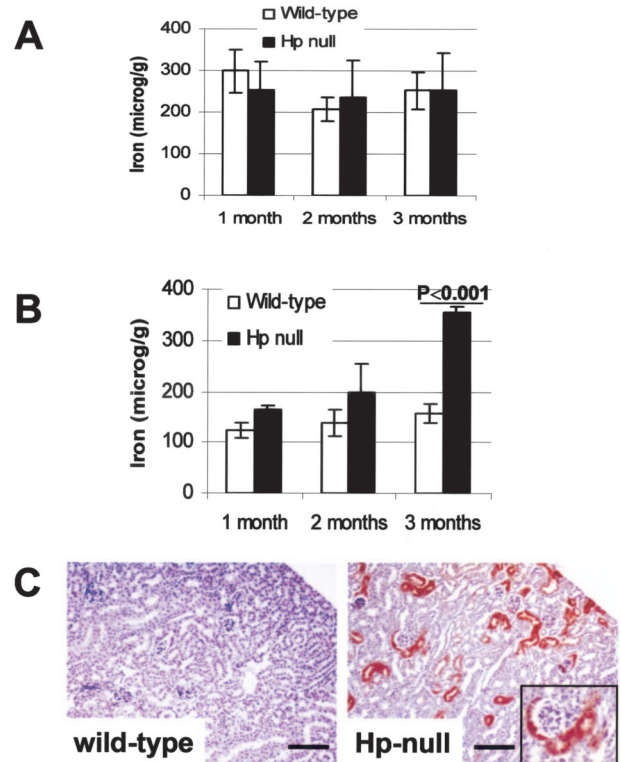 A
Wild-type
Hp null
Iron (microg/g)
400
300
200
100
0
1 month 2 months 3 months
B
P<0.001
Wild-type
Hp null
Iron (microg/g)
400
300
200
100
0
1 month 2 months 3 months
C
wild-type
Hp-null